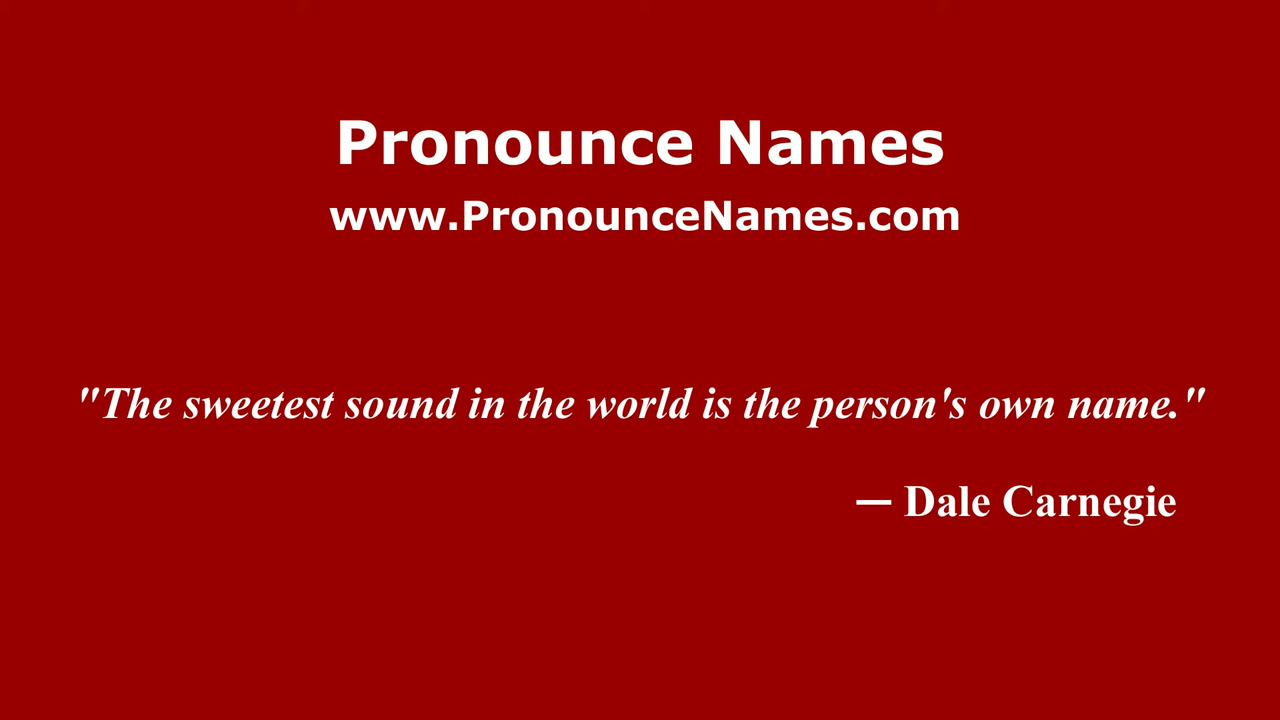 Pronounce Names
www.PronounceNames.com
"The sweetest sound in the world is the person's own name."
— Dale Carnegie